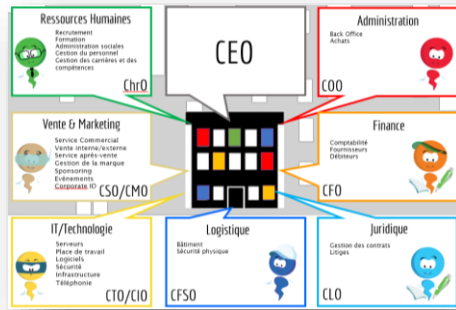 Ressources Humaines
Recrutement
Formation
Administration sociales
Gestion du personnel
Gestion des carrières et des
compétences
ChrO
CEO
Administration
Back Office
Achats
COO
Vente & Marketing
Service Commercial
Vente interne/externe
Service après-vente
Gestion de la marque
Sponsoring
Evénements
Corporate ID
CSO/CMO
Finance
Comptabilité
Fournisseurs
Débiteurs
CFO
IT/Technologie
Serveurs
Place de travail
Logiciels
Sécurité
Infrastructure
Téléphonie
CTO/CIO
Logistique
Bâtiment
Sécurité physique
CFSO
Juridique
Gestion des contrats
Litiges
CLO